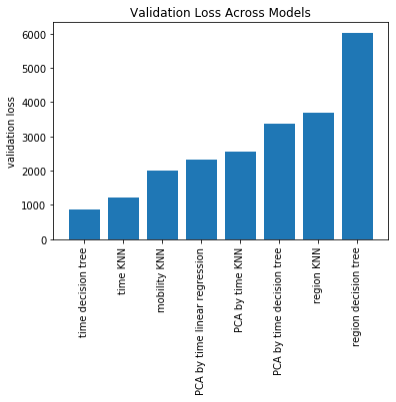 Validation Loss Across Models
validation loss
6000
5000
4000
3000
2000
1000
0
time decision tree
time KNN
mobility KNN
PCA by time linear regression
PCA by time KNN
PCA by time decision tree
region KNN
region decision tree